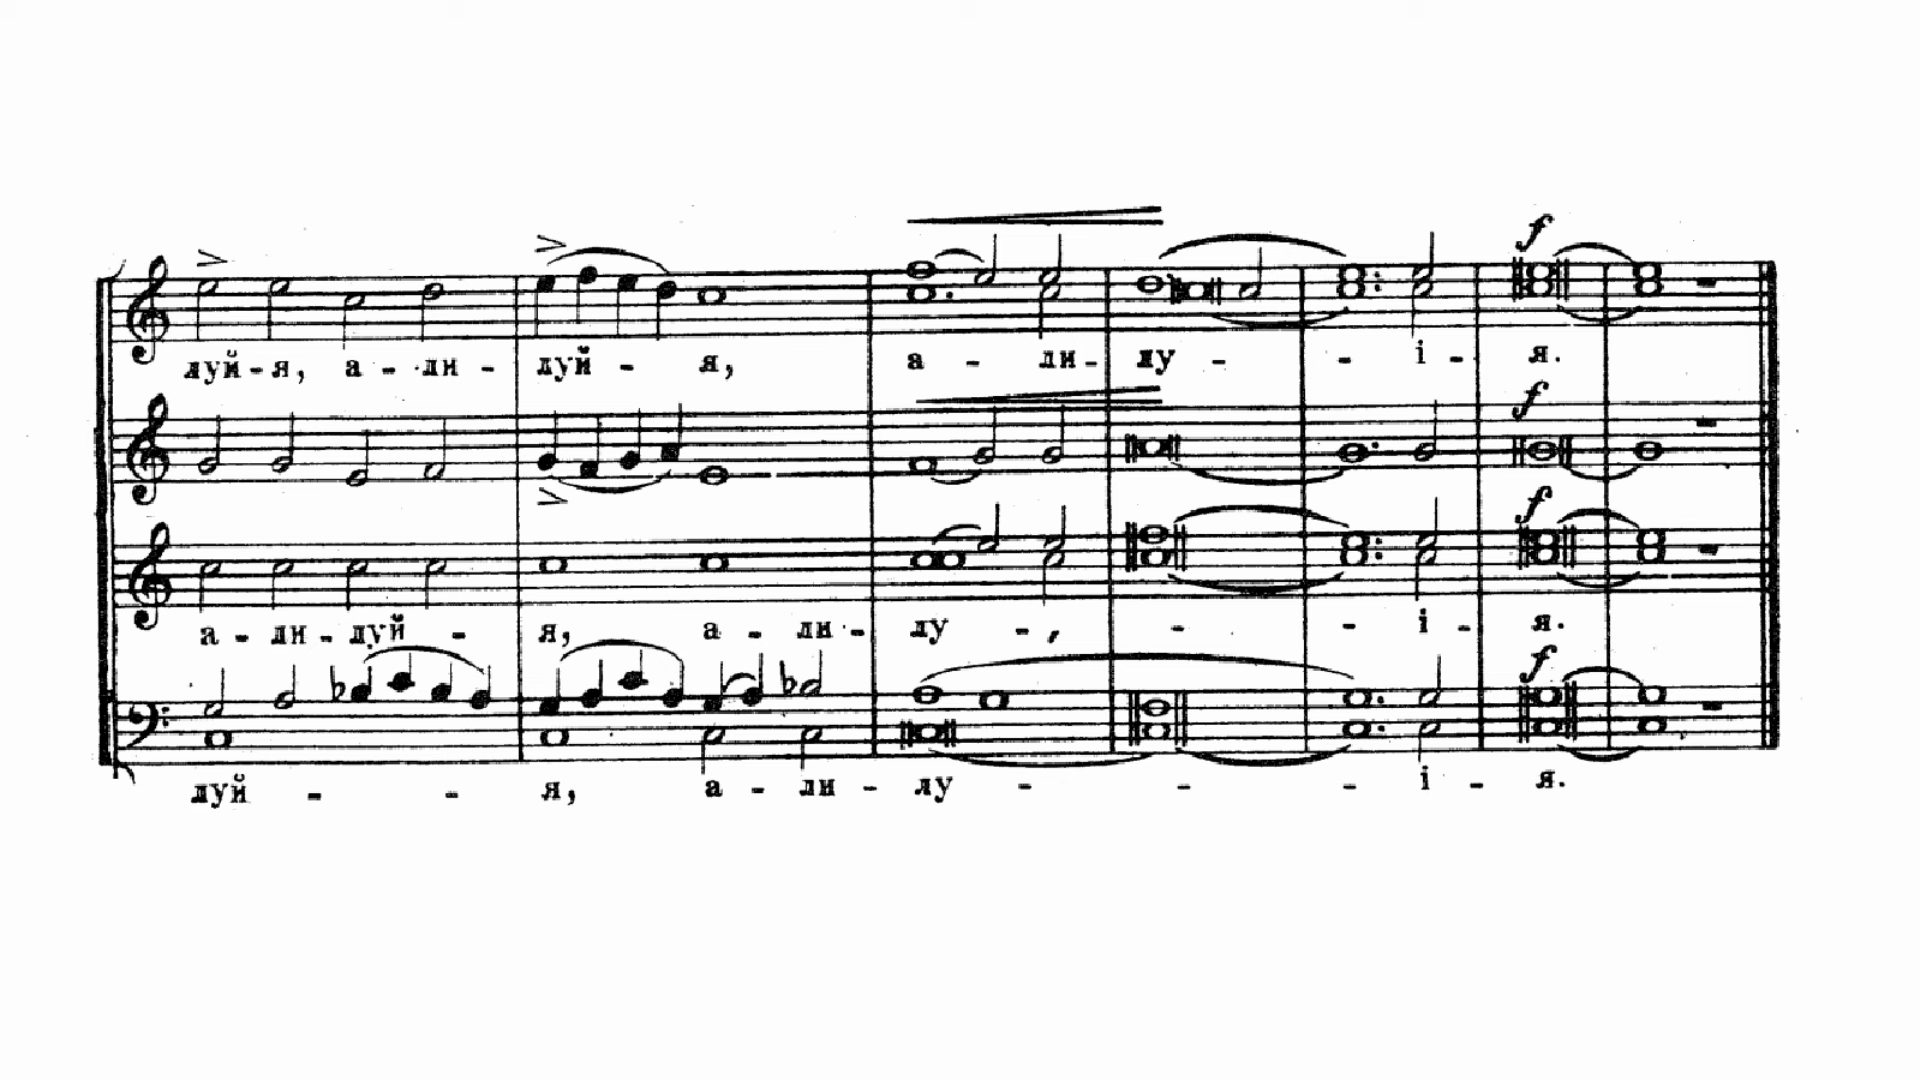 луй-я, а - ли - луй - я, а - ли - лу - - і - я.
а - ли - луй - я, а - ли - лу - , - - і - я.
луй - - я, а - ли - лу - - - і - я.